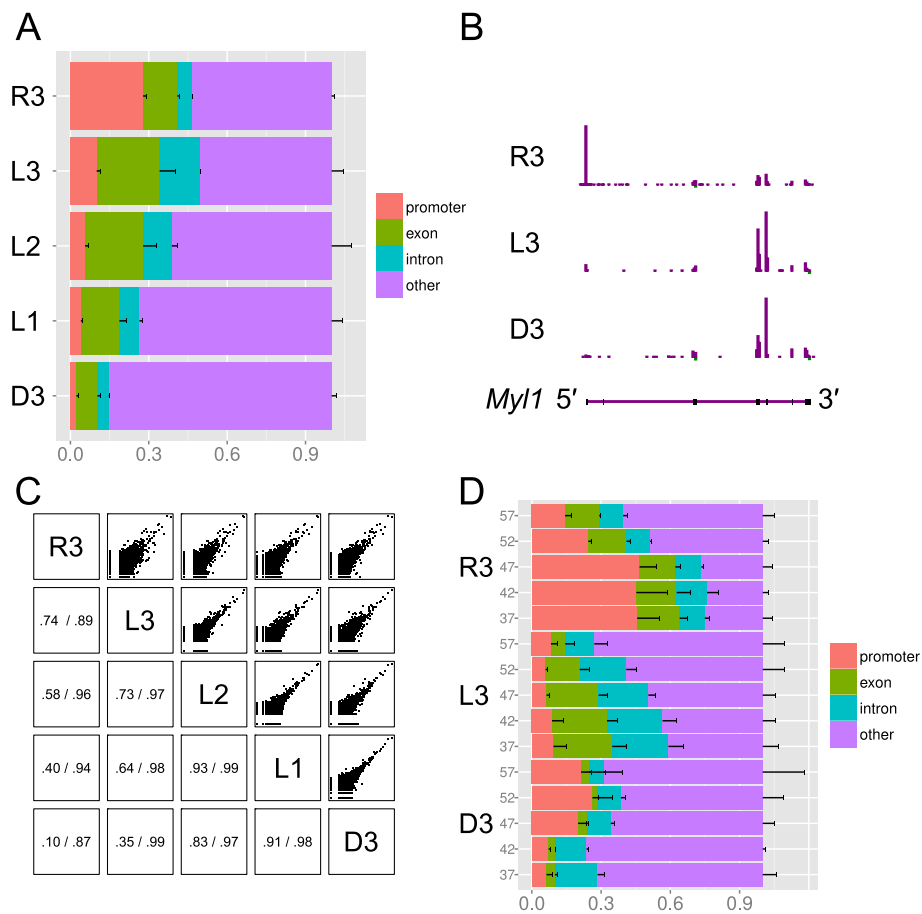 A
R3
L3
L2
L1
D3
0.0 0.3 0.6 0.9
promoter
exon
intron
other
B
R3
L3
D3
Myl1 5′ 3′
C
R3
.74 / .89 L3
.58 / .96 .73 / .97 L2
.40 / .94 .64 / .98 .93 / .99 L1
.10 / .87 .35 / .99 .83 / .97 .91 / .98 D3
D
57
52
R3 47
42
37
57
52
L3 47
42
37
57
52
D3 47
42
37
0.0 0.3 0.6 0.9
promoter
exon
intron
other